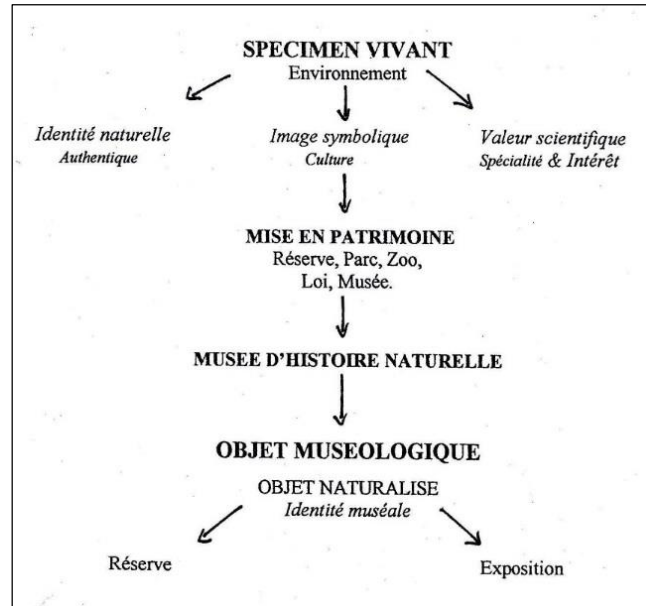 SPECIMEN VIVANT
Environnement
Identité naturelle
Authentique
Image symbolique
Culture
Valeur scientifique
Spécialité & Intérêt
MISE EN PATRIMOINE
Réserve, Parc, Zoo,
Loi, Musée.
MUSEE D'HISTOIRE NATURELLE
OBJET MUSEOLOGIQUE
OBJET NATURALISE
Identité muséale
Réserve
Exposition